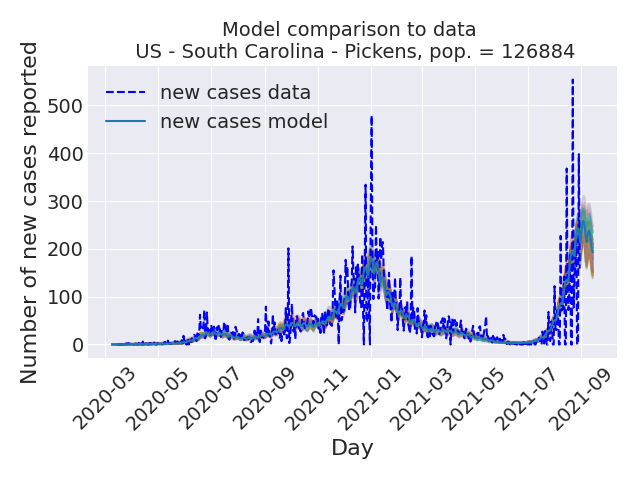 Model comparison to data
US - South Carolina - Pickens, pop. = 126884
Number of new cases reported
500
400
300
200
100
0
new cases data
new cases model
2020-03
2020-05
2020-07
2020-09
2020-11
2021-01
2021-03
2021-05
2021-07
2021-09
Day